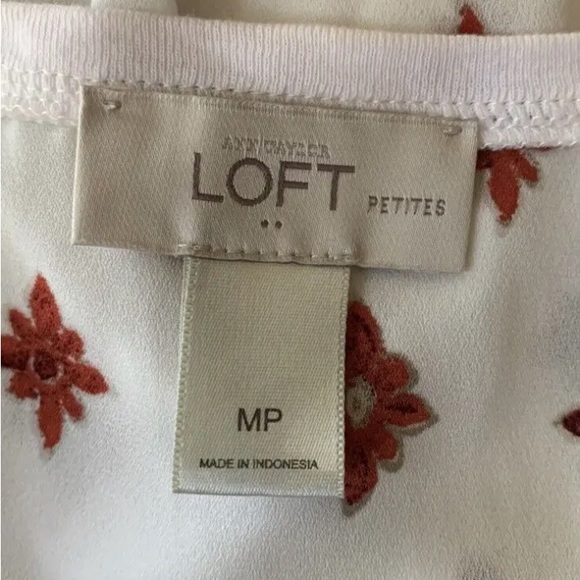 ANN TAYLOR
LOFT PETITES
MP
MADE IN INDONESIA